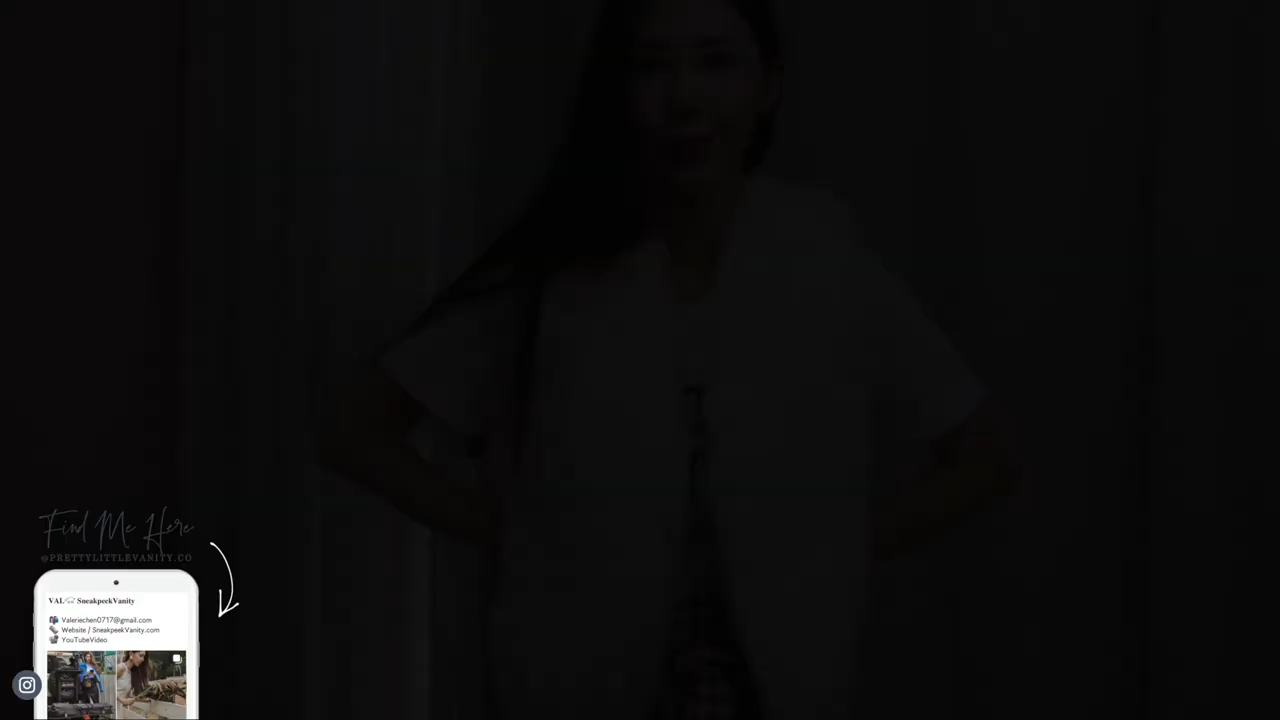 Find Me Here
@PRETTYLITTLEVANITY.CO
VAL SneakpeekVanity
Valeriechen0717@gmail.com
Website / SneakpeekVanity.com
YouTubeVideo